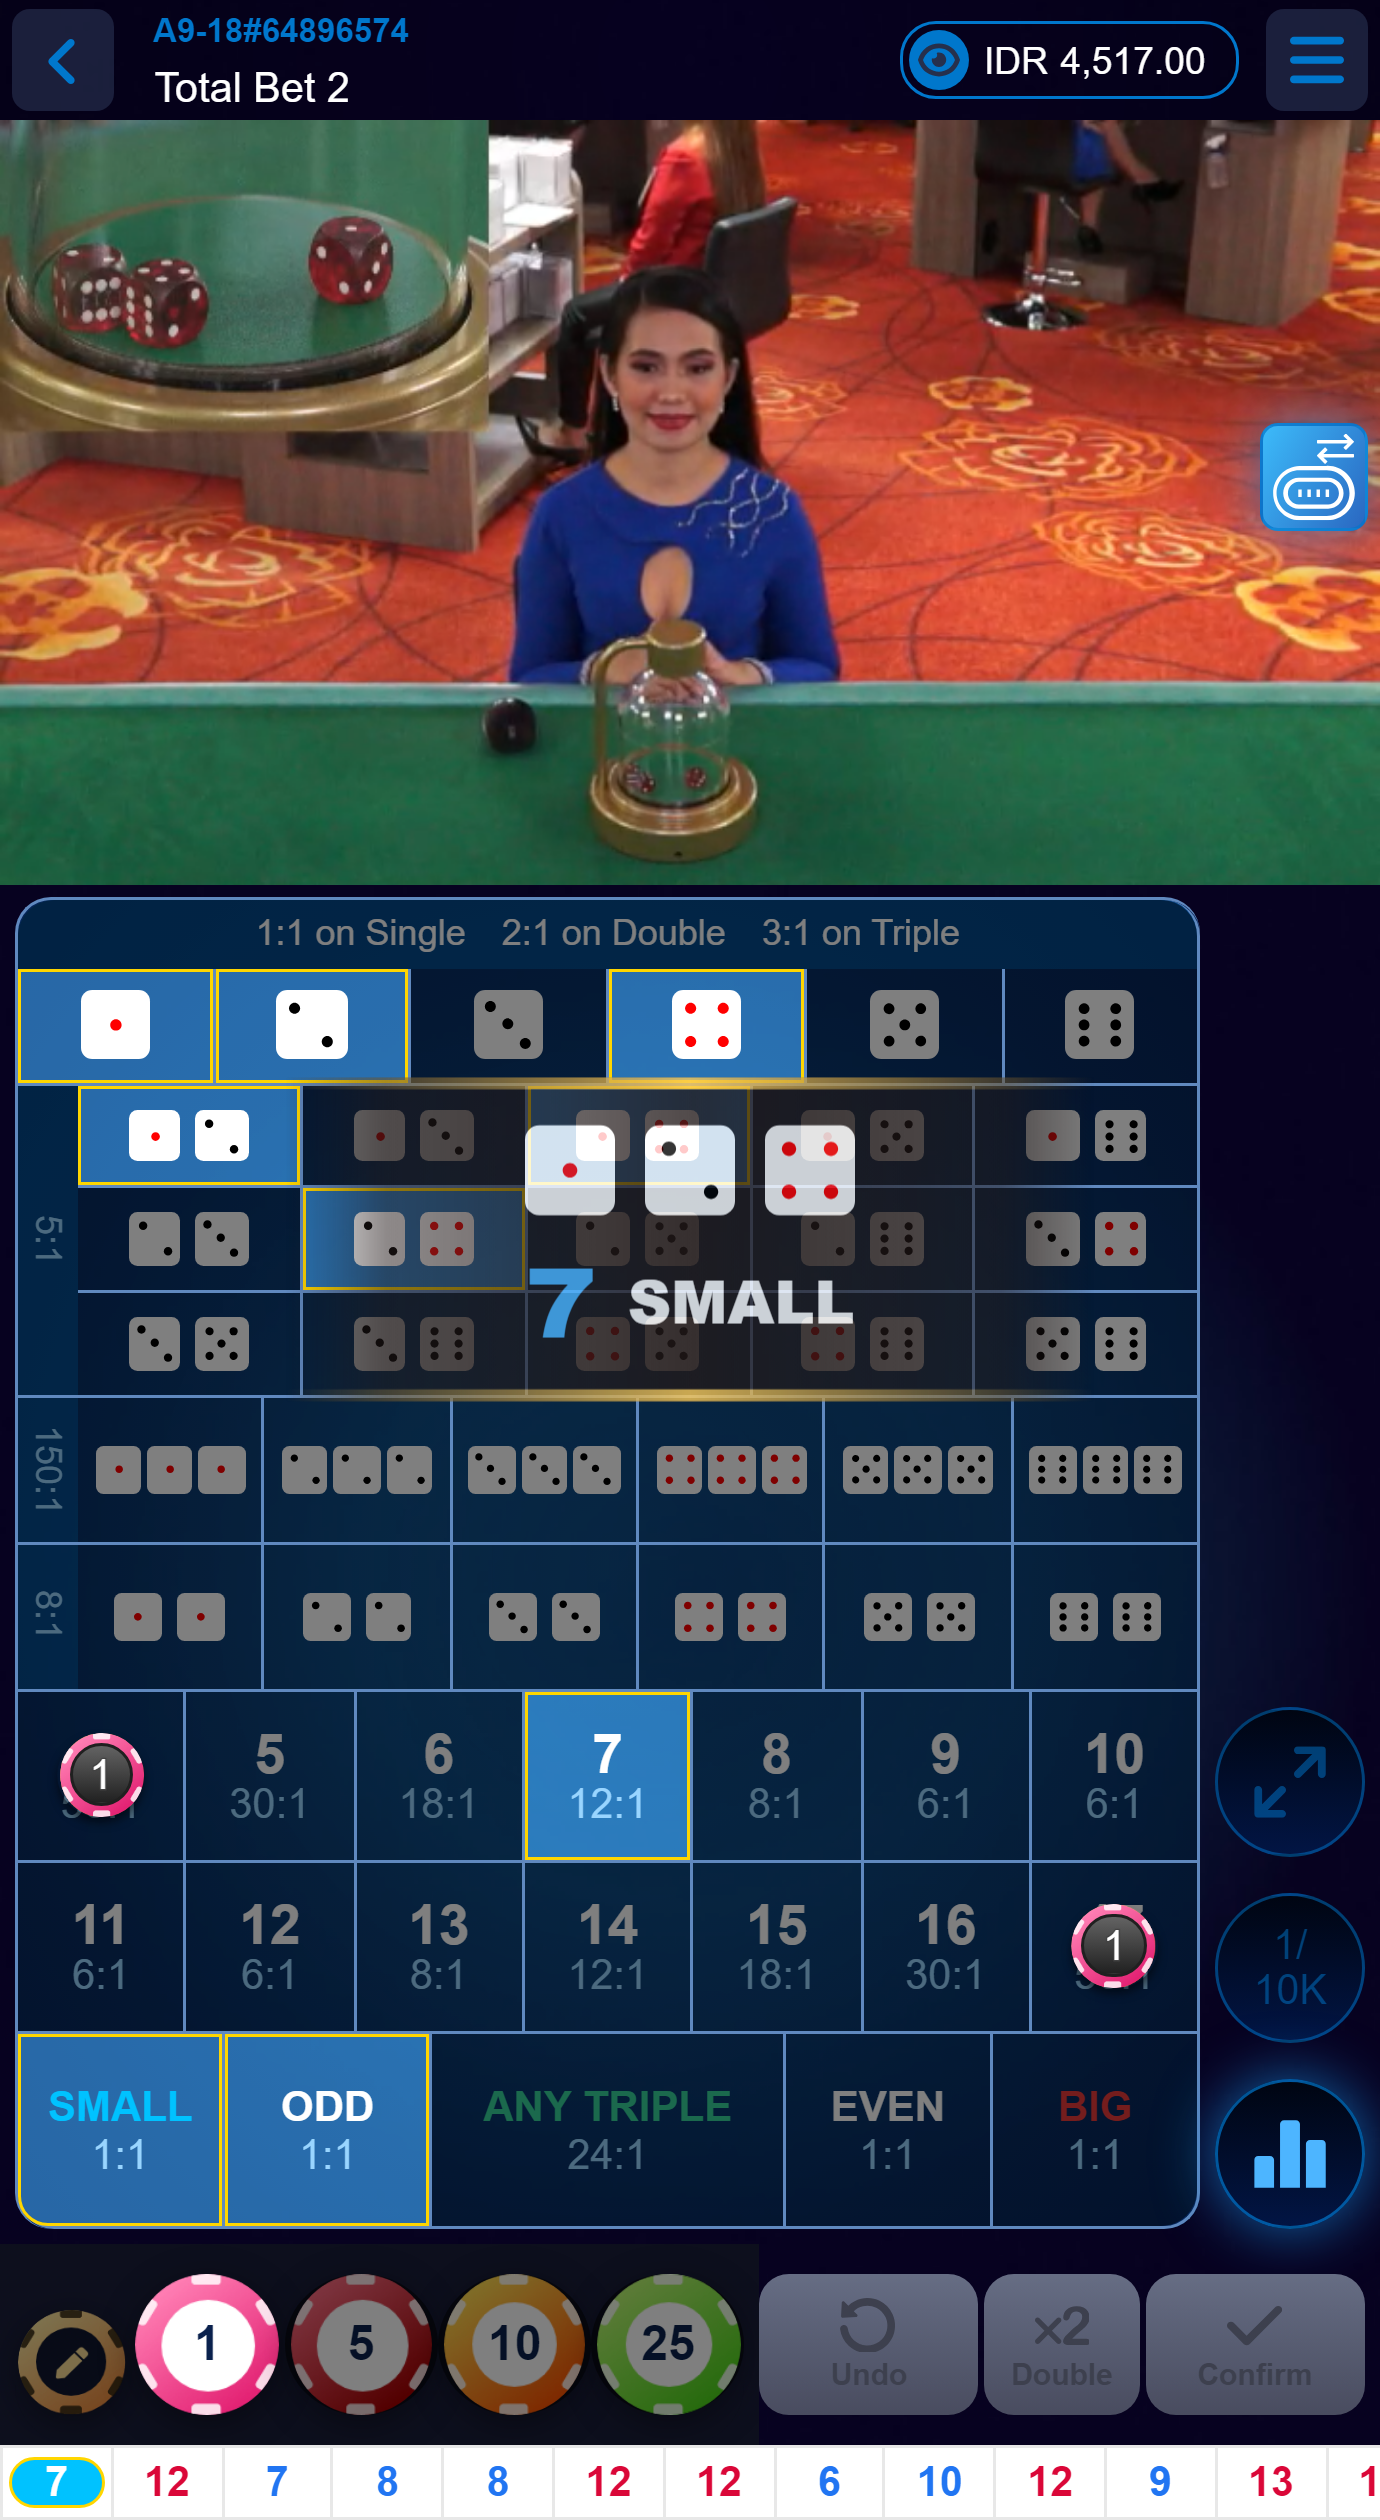 A9-18#64896574
Total Bet 2
IDR 4,517.00
1:1 on Single 2:1 on Double 3:1 on Triple
5:1
7 SMALL
150:1
8:1
1
5 6 7 8 9 10
30:1 18:1 12:1 8:1 6:1 6:1
11 12 13 14 15 16
1
6:1 6:1 8:1 12:1 18:1 30:1
1/
10K
SMALL ODD ANY TRIPLE EVEN BIG
1:1 1:1 24:1 1:1 1:1
1 5 10 25
x2
Undo Double Confirm
7 12 7 8 8 12 12 6 10 12 9 13